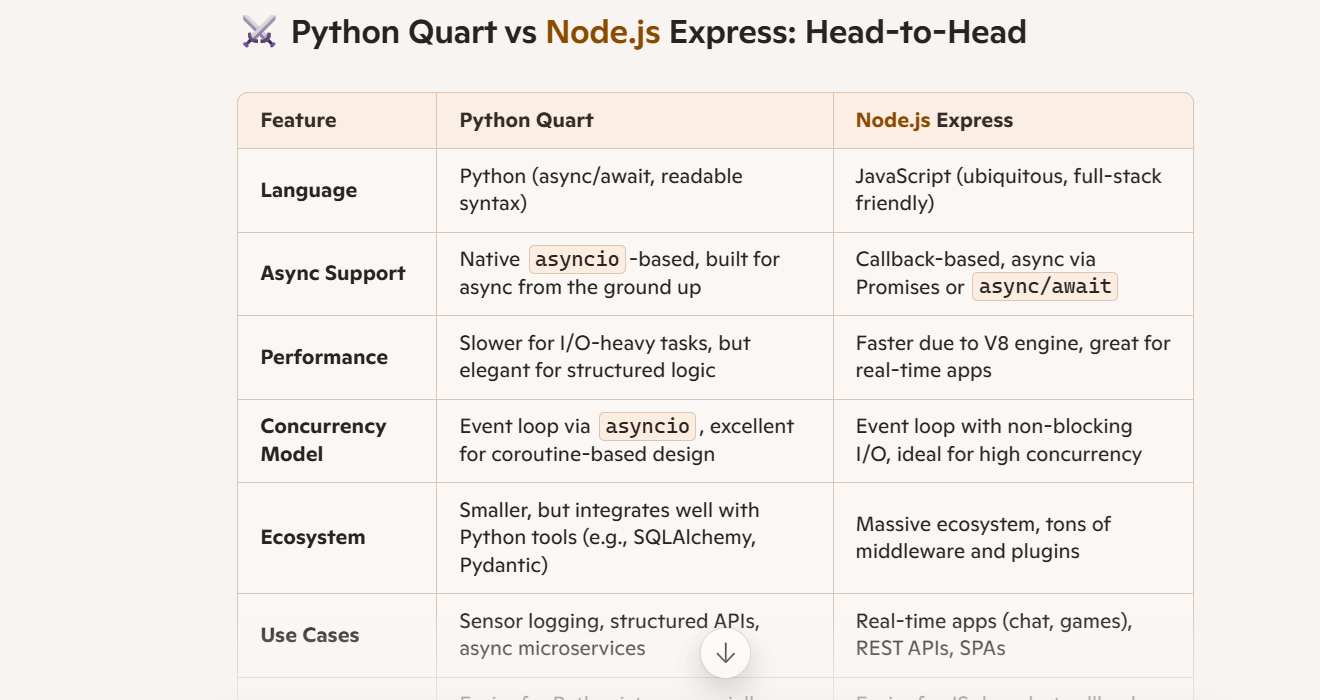 Python Quart vs Node.js Express: Head-to-Head
Feature
Python Quart
Node.js Express
Language
Python (async/await, readable
syntax)
JavaScript (ubiquitous, full-stack
friendly)
Async Support
Native asyncio-based, built for
async from the ground up
Callback-based, async via
Promises or async/await
Performance
Slower for I/O-heavy tasks, but
elegant for structured logic
Faster due to V8 engine, great for
real-time apps
Concurrency
Model
Event loop via asyncio, excellent
for coroutine-based design
Event loop with non-blocking
I/O, ideal for high concurrency
Ecosystem
Smaller, but integrates well with
Python tools (e.g., SQLAlchemy,
Pydantic)
Massive ecosystem, tons of
middleware and plugins
Use Cases
Sensor logging, structured APIs,
async microservices
Real-time apps (chat, games),
REST APIs, SPAs